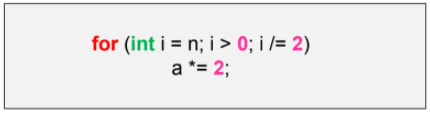 for (int i = n; i > 0; i /= 2)
a *= 2;